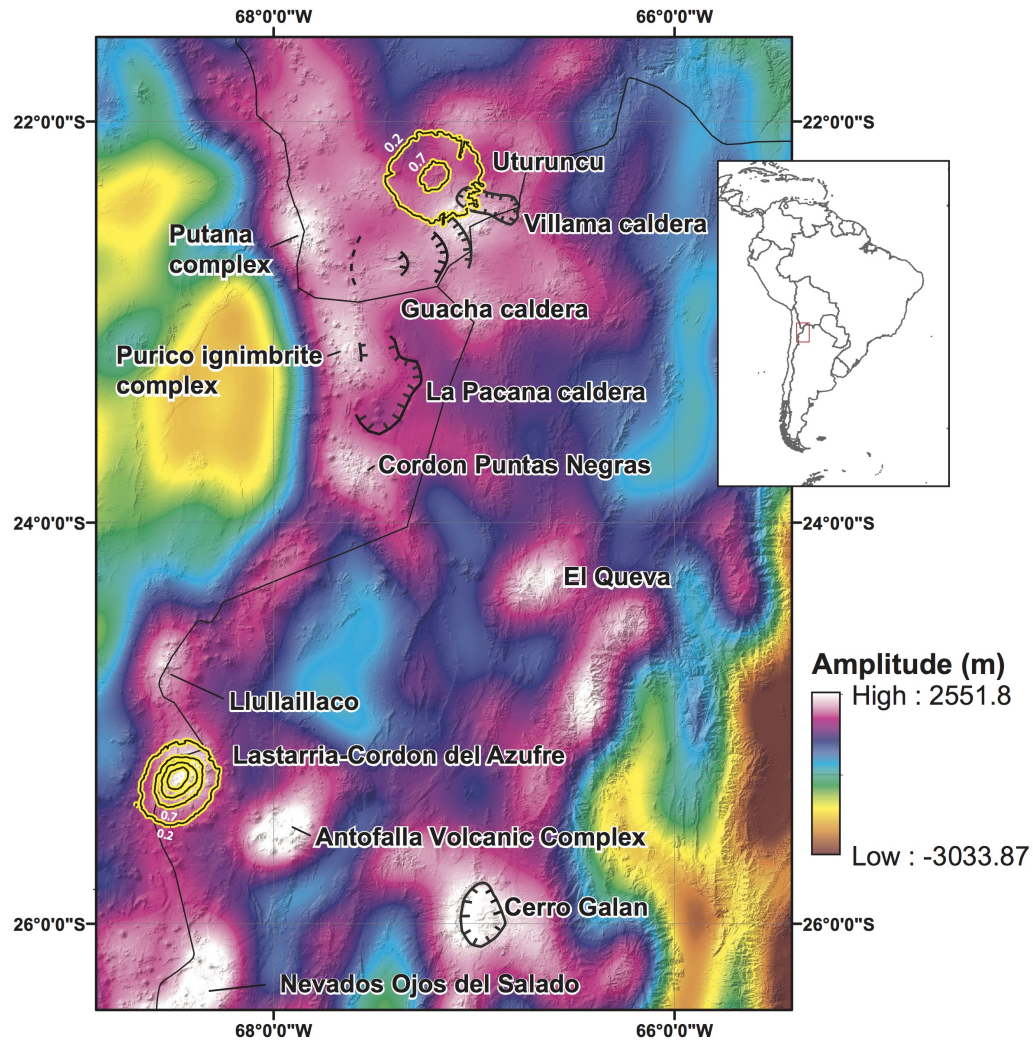 68°0'0"W
66°0'0"W
22°0'0"S
22°0'0"S
0.2
0.7
Uturuncu
Villama caldera
Putana
complex
Guacha caldera
Purico ignimbrite
complex
La Pacana caldera
Cordon Puntas Negras
24°0'0"S
24°0'0"S
El Queva
Amplitude (m)
High : 2551.8
Low : -3033.87
Llullaillaco
Lastarria-Cordon del Azufre
0.7
0.2
Antofalla Volcanic Complex
Cerro Galan
26°0'0"S
26°0'0"S
Nevados Ojos del Salado
68°0'0"W
66°0'0"W